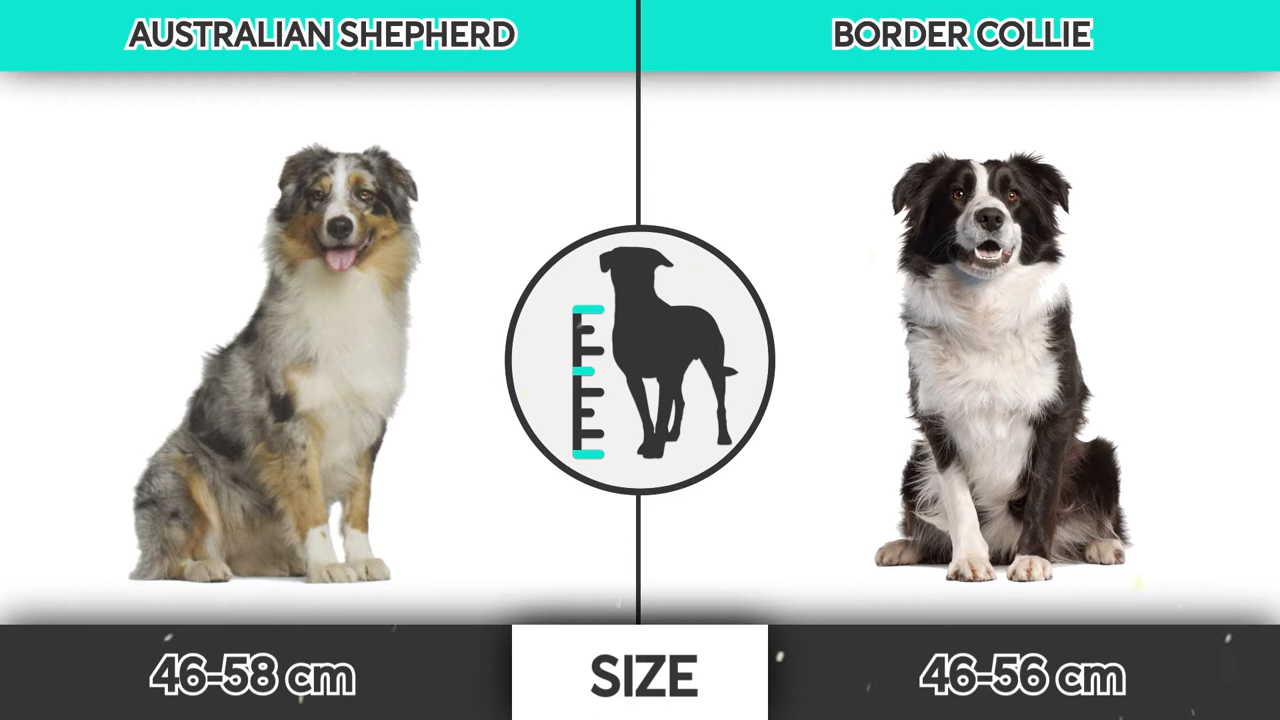 AUSTRALIAN SHEPHERD
BORDER COLLIE
46-58 cm
SIZE
46-56 cm